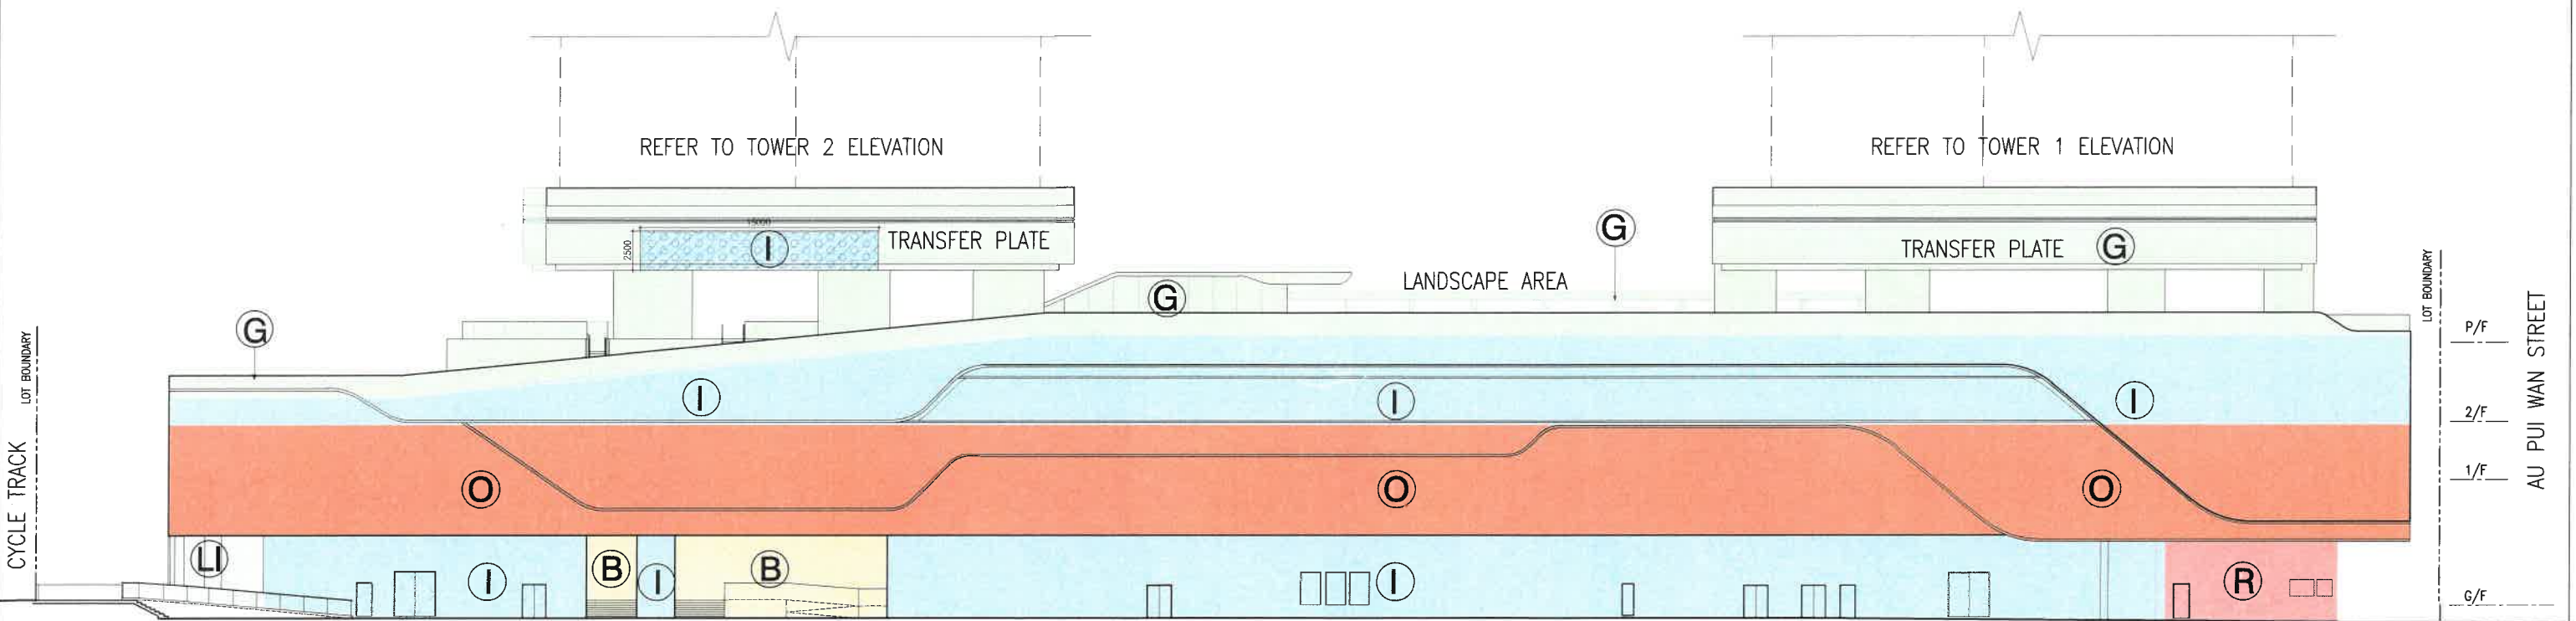 REFER TO TOWER 2 ELEVATION
REFER TO TOWER 1 ELEVATION
15000
2500
I
TRANSFER PLATE
G
TRANSFER PLATE
G
LANDSCAPE AREA
G
G
LOT BOUNDARY
CYCLE TRACK
LOT BOUNDARY
AU PUI WAN STREET
P/F
2/F
1/F
G/F
I
I
I
O
O
O
LI
I
B
I
B
I
R